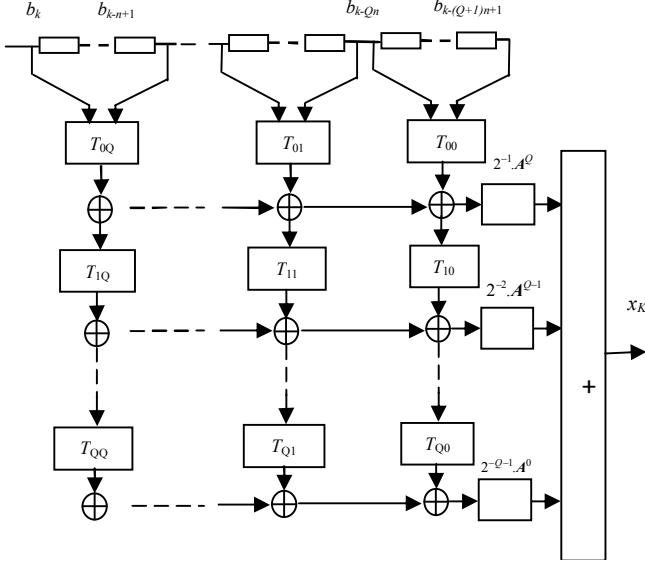 b_k b_{k-n+1} b_{k-Qn} b_{k-(Q+1)n+1}
T_{0Q} T_{01} T_{00}
2^{-1}.A^Q
T_{1Q} T_{11} T_{10}
2^{-2}.A^{Q-1}
x_K
+
T_{QQ} T_{Q1} T_{Q0}
2^{-Q-1}.A^0